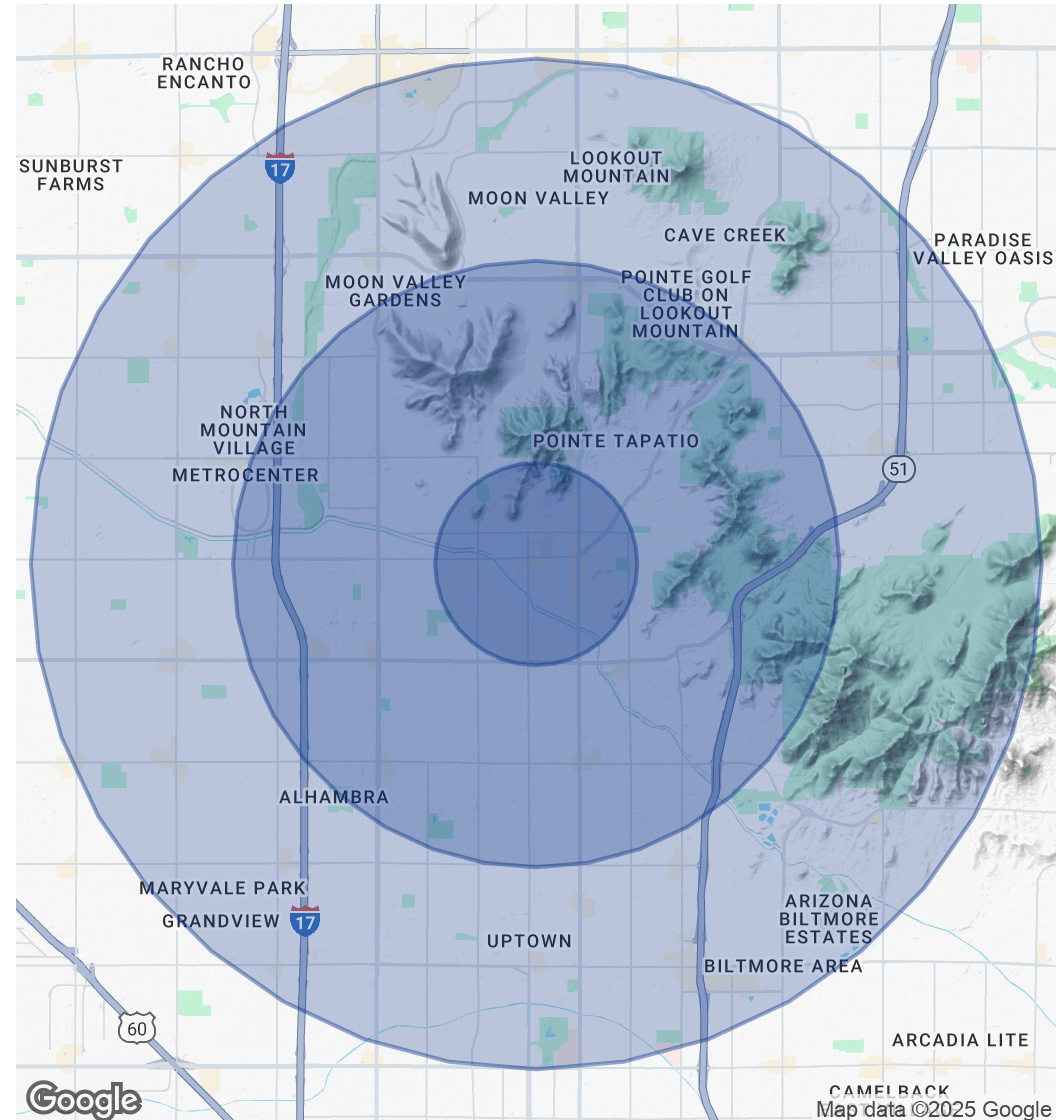 RANCHO
ENCANTO
17
SUNBURST
FARMS
LOOKOUT
MOUNTAIN
MOON VALLEY
CAVE CREEK
PARADISE
VALLEY OASIS
MOON VALLEY
GARDENS
POINTE GOLF
CLUB ON
LOOKOUT
MOUNTAIN
NORTH
MOUNTAIN
VILLAGE
POINTE TAPATIO
METROCENTER
51
ALHAMBRA
MARYVALE PARK
GRANDVIEW
17
ARIZONA
BILTMORE
ESTATES
UPTOWN
BILTMORE AREA
60
ARCADIA LITE
CAMELBACK
Google
Map data ©2025 Google